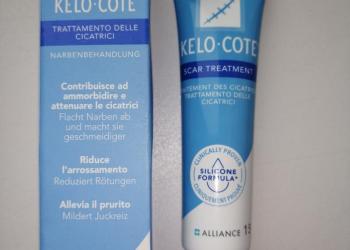 KELO·COTE
TRATTAMENTO DELLE
CICATRICI
NARBENBEHANDLUNG
Contribuisce ad
ammorbidire e
attenuare le cicatrici
Flacht Narben ab
und macht sie
geschmeidiger
Riduce
l'arrossamento
Reduziert Rötungen
Allevia il prurito
Mildert Juckreiz
KELO·COTE
SCAR TREATMENT
TRAITEMENT DES CICATRICES
TRATTAMENTO DELLE
CICATRICI
CLINICALLY PROVEN
SILICONE
FORMULA*
CLINIQUEMENT PROUVÉ
ALLIANCE